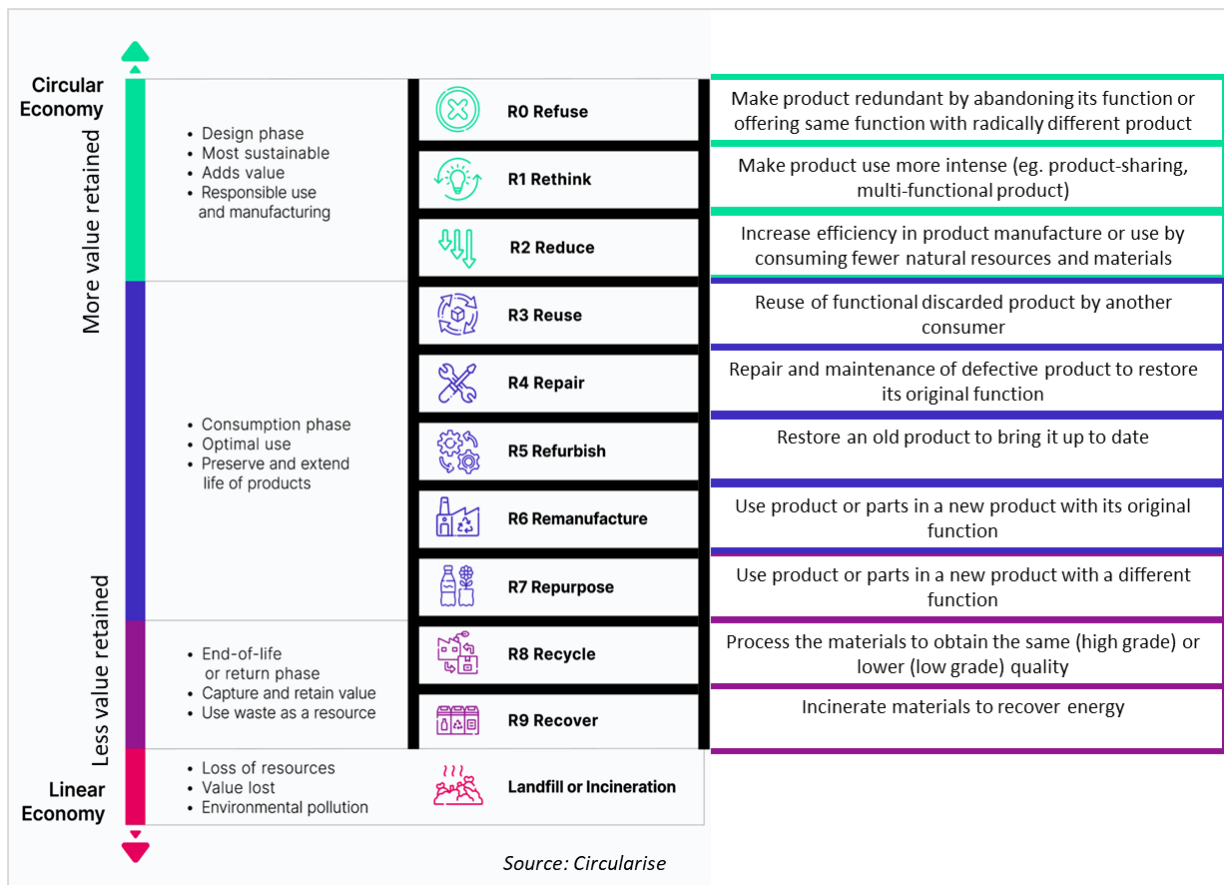 Circular
Economy
More value retained
Less value retained
Linear
Economy
• Design phase
• Most sustainable
• Adds value
• Responsible use
and manufacturing
R0 Refuse
Make product redundant by abandoning its function or
offering same function with radically different product
R1 Rethink
Make product use more intense (eg. product-sharing,
multi-functional product)
R2 Reduce
Increase efficiency in product manufacture or use by
consuming fewer natural resources and materials
• Consumption phase
• Optimal use
• Preserve and extend
life of products
R3 Reuse
Reuse of functional discarded product by another
consumer
R4 Repair
Repair and maintenance of defective product to restore
its original function
R5 Refurbish
Restore an old product to bring it up to date
R6 Remanufacture
Use product or parts in a new product with its original
function
R7 Repurpose
Use product or parts in a new product with a different
function
• End-of-life
or return phase
• Capture and retain value
• Use waste as a resource
R8 Recycle
Process the materials to obtain the same (high grade) or
lower (low grade) quality
R9 Recover
Incinerate materials to recover energy
• Loss of resources
• Value lost
• Environmental pollution
Landfill or Incineration
Source: Circularise